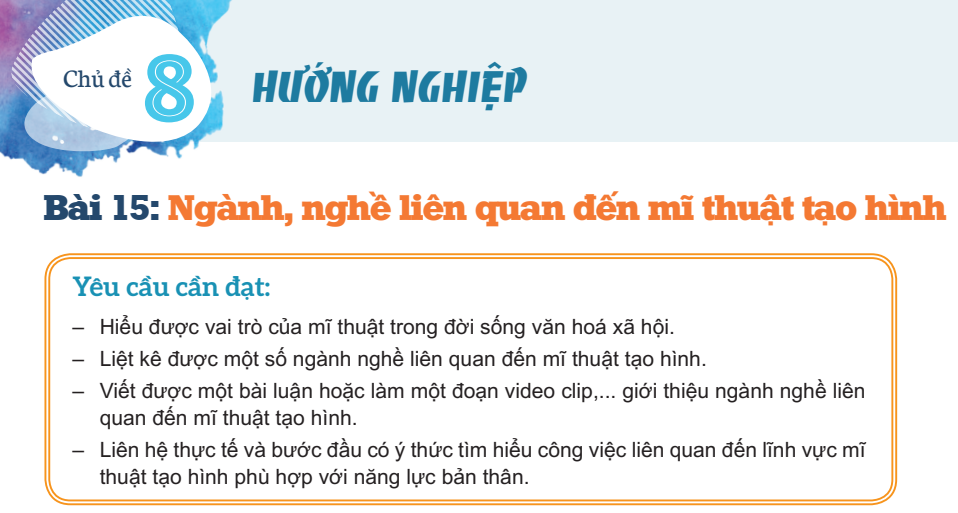 Chủ đề 8
HƯỚNG NGHIỆP
Bài 15: Ngành, nghề liên quan đến mĩ thuật tạo hình
Yêu cầu cần đạt:
– Hiểu được vai trò của mĩ thuật trong đời sống văn hoá xã hội.
– Liệt kê được một số ngành nghề liên quan đến mĩ thuật tạo hình.
– Viết được một bài luận hoặc làm một đoạn video clip,... giới thiệu ngành nghề liên
quan đến mĩ thuật tạo hình.
– Liên hệ thực tế và bước đầu có ý thức tìm hiểu công việc liên quan đến lĩnh vực mĩ
thuật tạo hình phù hợp với năng lực bản thân.